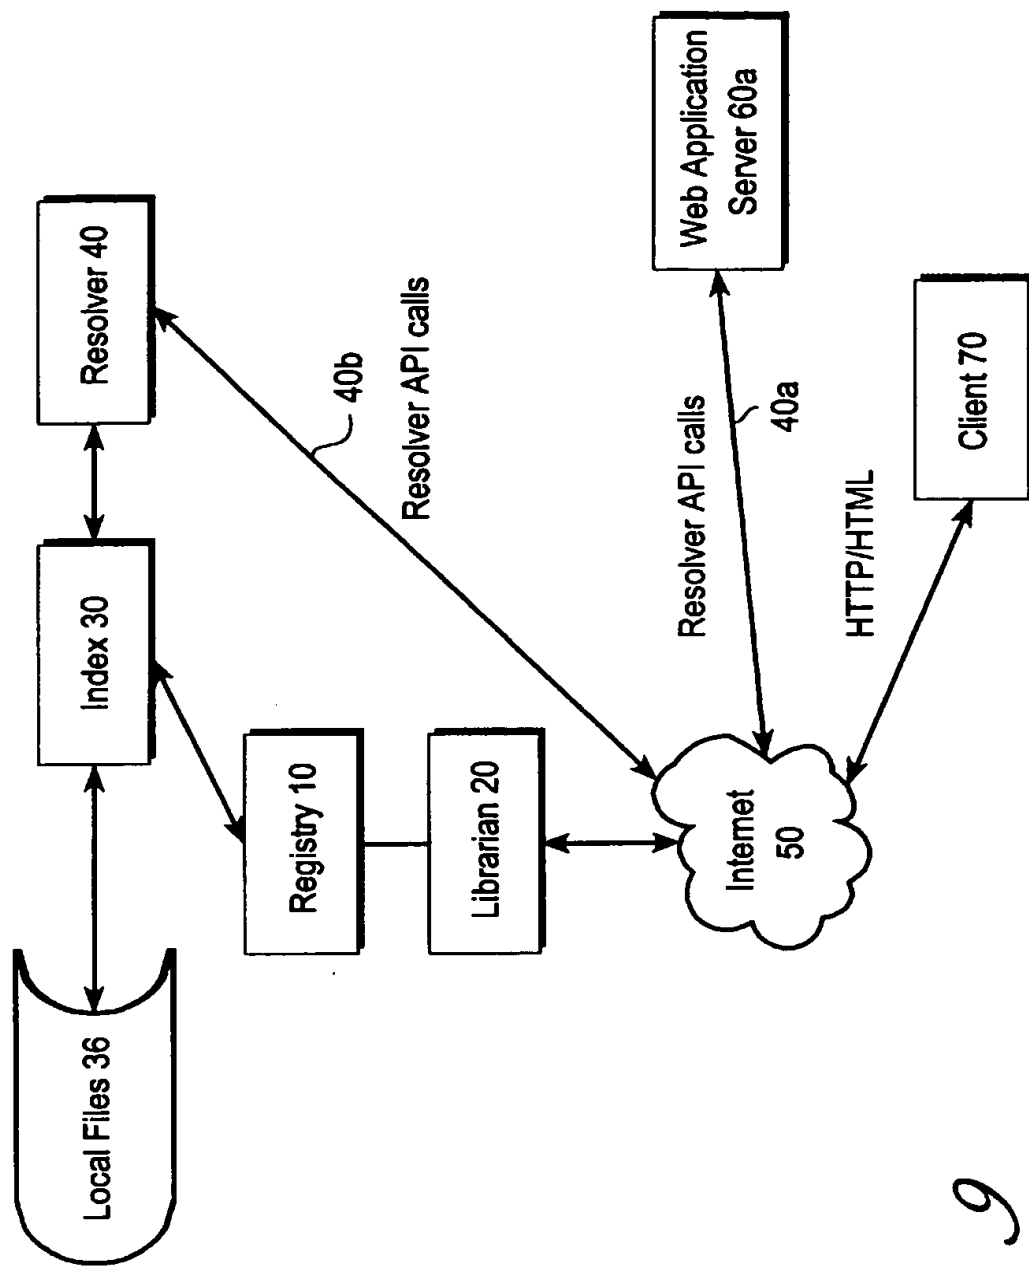 Local Files 36
Index 30
Resolver 40
Registry 10
40b
Resolver API calls
Librarian 20
Internet
50
Resolver API calls
Web Application
Server 60a
40a
HTTP/HTML
Client 70
9